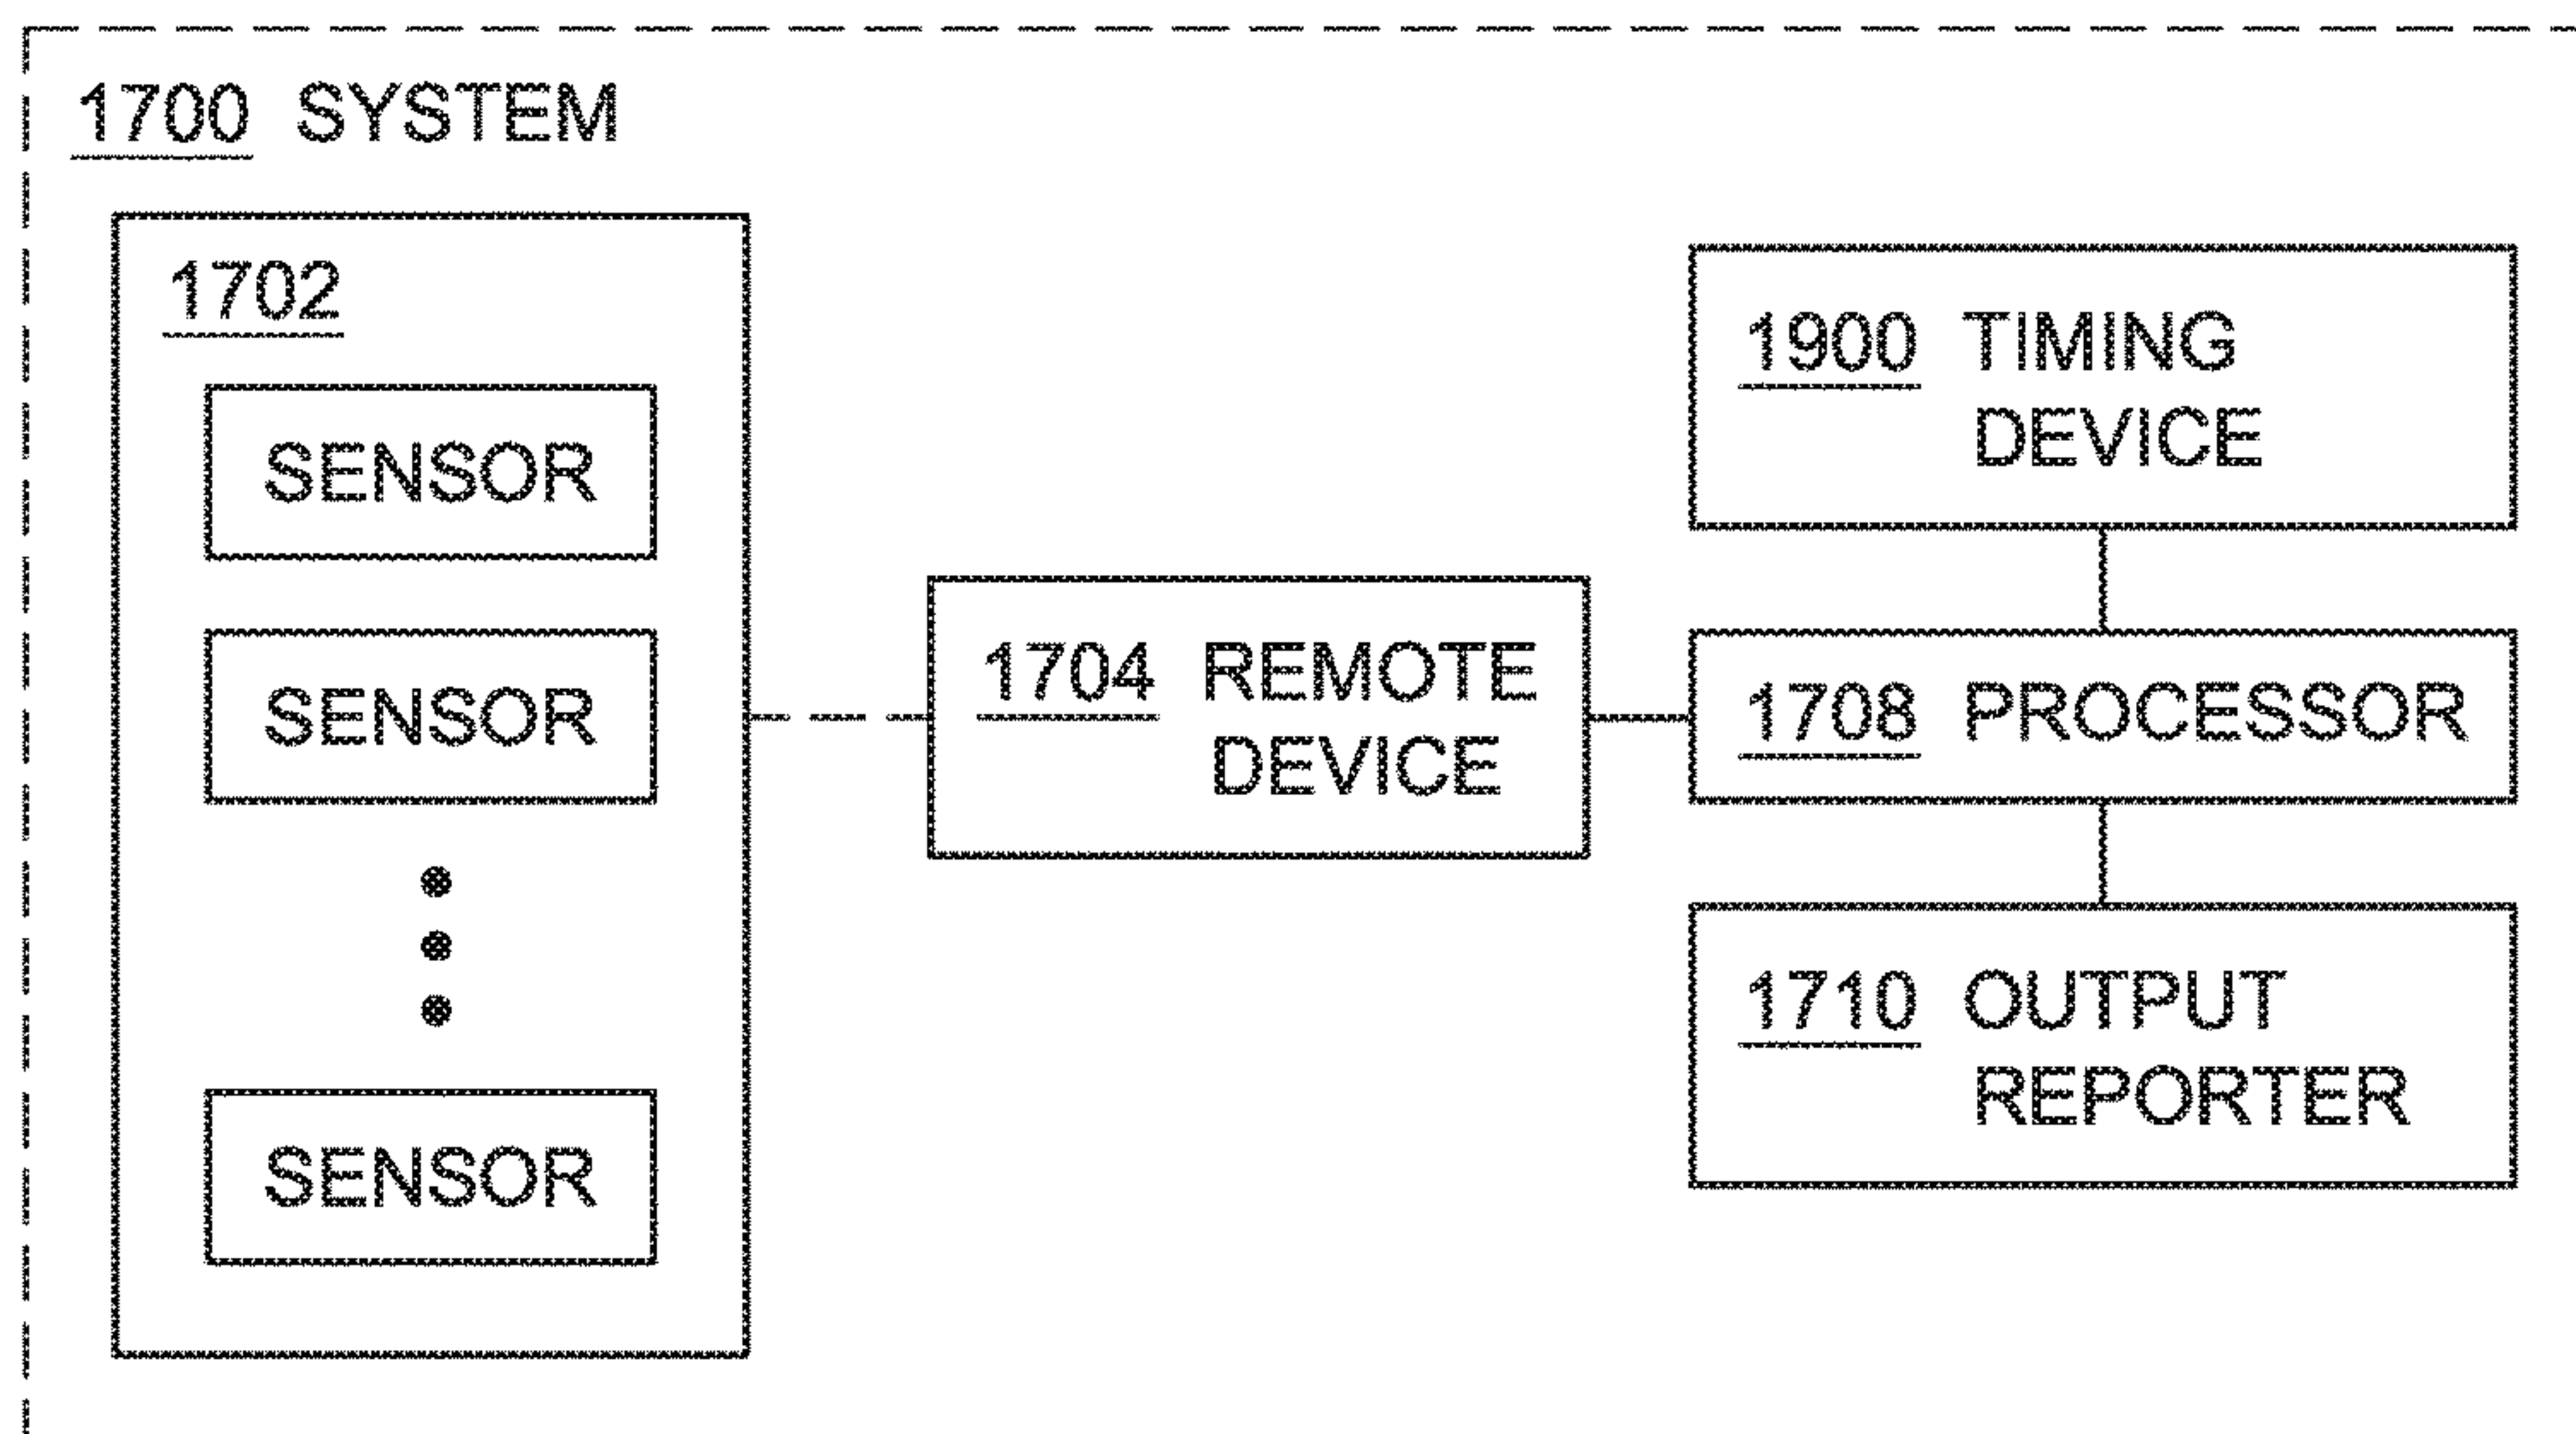 1700 SYSTEM
1702
SENSOR
SENSOR
SENSOR
1704 REMOTE
DEVICE
1900 TIMING
DEVICE
1708 PROCESSOR
1710 OUTPUT
REPORTER